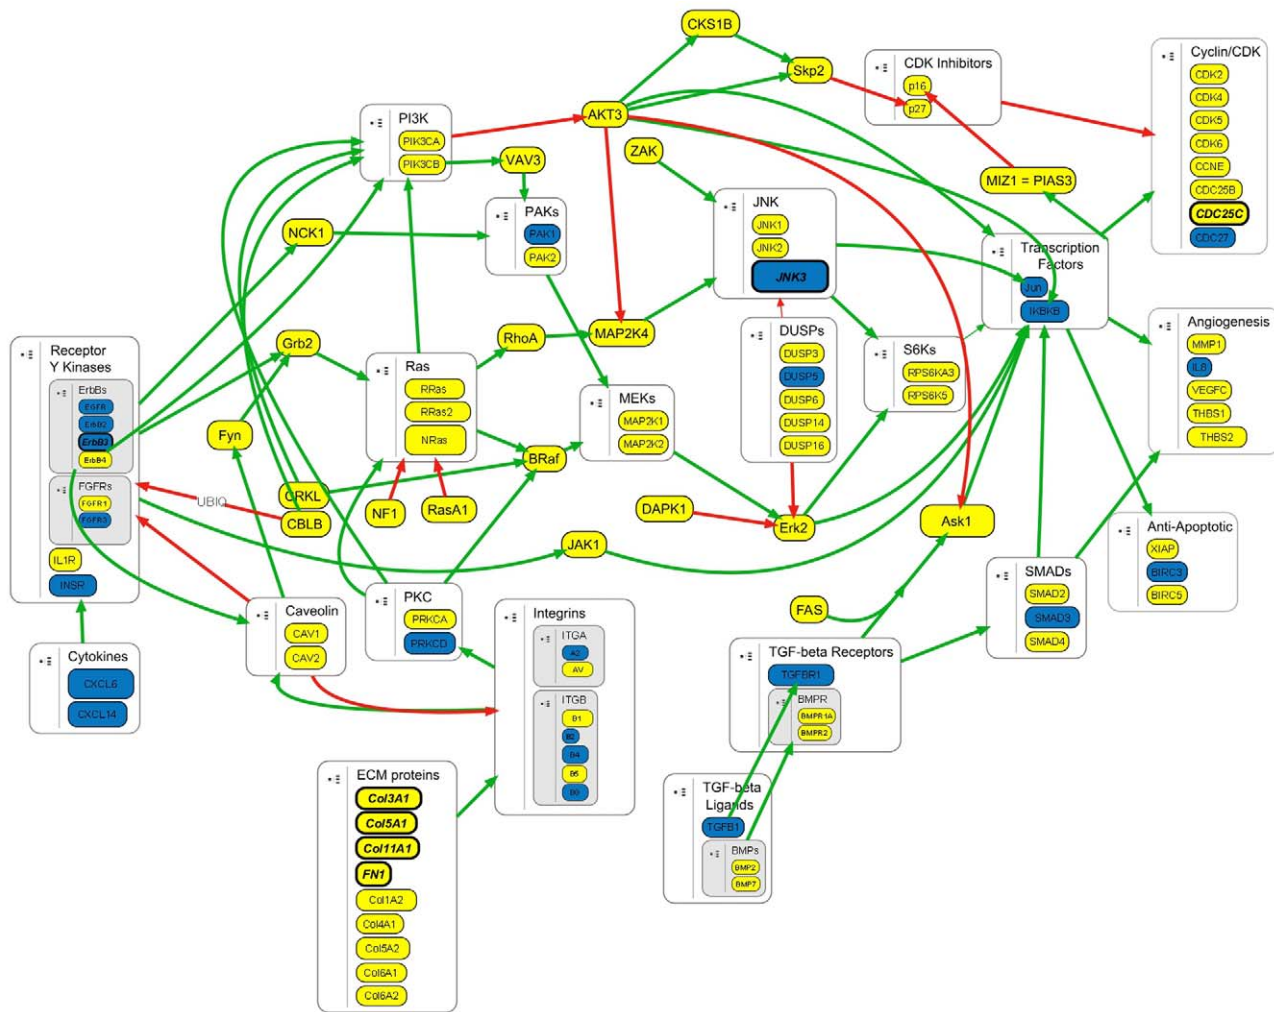 CKS1B
Skp2
CDK Inhibitors
p16
p27
Cyclin/CDK
CDK2
CDK4
CDK5
CDK6
CCNE
CDC25B
CDC25C
CDC27
PI3K
PIK3CA
PIK3CB
AKT3
VAV3
ZAK
MIZ1 = PIAS3
NCK1
PAKs
PAK1
PAK2
JNK
JNK1
JNK2
JNK3
Transcription
Factors
Jun
IKBKB
Receptor
Y Kinases
ErbBs
EGFR
ErbB2
ErbB4
FGFRs
FGFR1
IL1R
INSR
Grb2
Ras
RRas
RRas2
NRas
RhoA
MAP2K4
DUSPs
DUSP3
DUSP5
DUSP6
DUSP14
DUSP16
S6Ks
RPS6KA3
RPS6K5
Angiogenesis
MMP1
IL8
VEGFC
THBS1
THBS2
MEKs
MAP2K1
MAP2K2
Fyn
BRaf
UBIQ
CRKL
CBLB
NF1
RasA1
DAPK1
Erk2
Ask1
JAK1
Anti-Apoptotic
XIAP
BIRC3
BIRC5
Cytokines
CXCL6
CXCL14
Caveolin
CAV1
CAV2
PKC
PRKCA
PRKCD
Integrins
ITGA
A2
AV
ITGB
B1
B4
FAS
SMADs
SMAD2
SMAD3
SMAD4
TGF-beta Receptors
TGFBR1
BMPR
BMPR1A
BMPR2
TGF-beta
Ligands
TGFB1
BMPs
BMP2
BMP7
ECM proteins
Col3A1
Col5A1
Col11A1
FN1
Col1A2
Col4A1
Col5A2
Col6A1
Col6A2